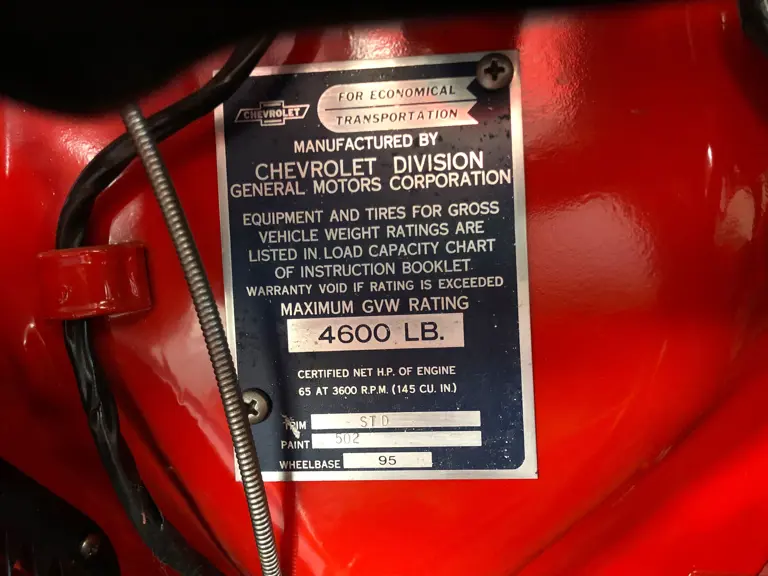 CHEVROLET
FOR ECONOMICAL
TRANSPORTATION
MANUFACTURED BY
CHEVROLET DIVISION
GENERAL MOTORS CORPORATION
EQUIPMENT AND TIRES FOR GROSS
VEHICLE WEIGHT RATINGS ARE
LISTED IN LOAD CAPACITY CHART
OF INSTRUCTION BOOKLET
WARRANTY VOID IF RATING IS EXCEEDED
MAXIMUM GVW RATING
4600 LB.
CERTIFIED NET H.P. OF ENGINE
65 AT 3600 R.P.M. (145 CU. IN.)
TRIM STD
PAINT 502
WHEELBASE 95